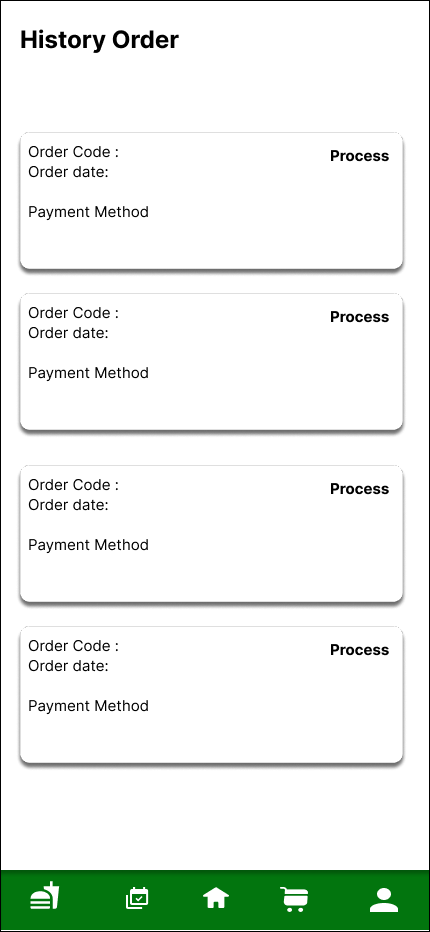 History Order
Order Code :
Process
Order date:
Payment Method
Order Code :
Process
Order date:
Payment Method
Order Code :
Process
Order date:
Payment Method
Order Code :
Process
Order date:
Payment Method